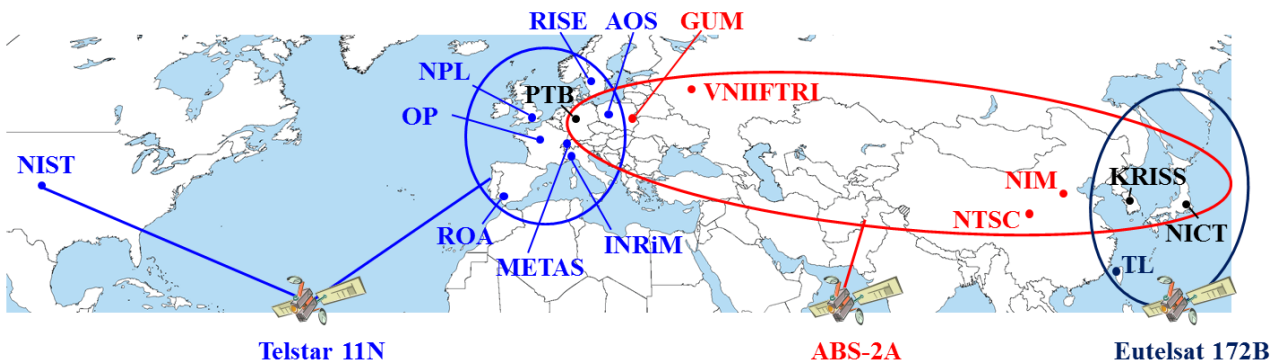 RISE AOS GUM
NPL
PTB
VNIIFTRI
OP
NIST
NIM
KRISS
NTSC
ROA
METAS
INRiM
NICT
TL
Telstar 11N
ABS-2A
Eutelsat 172B